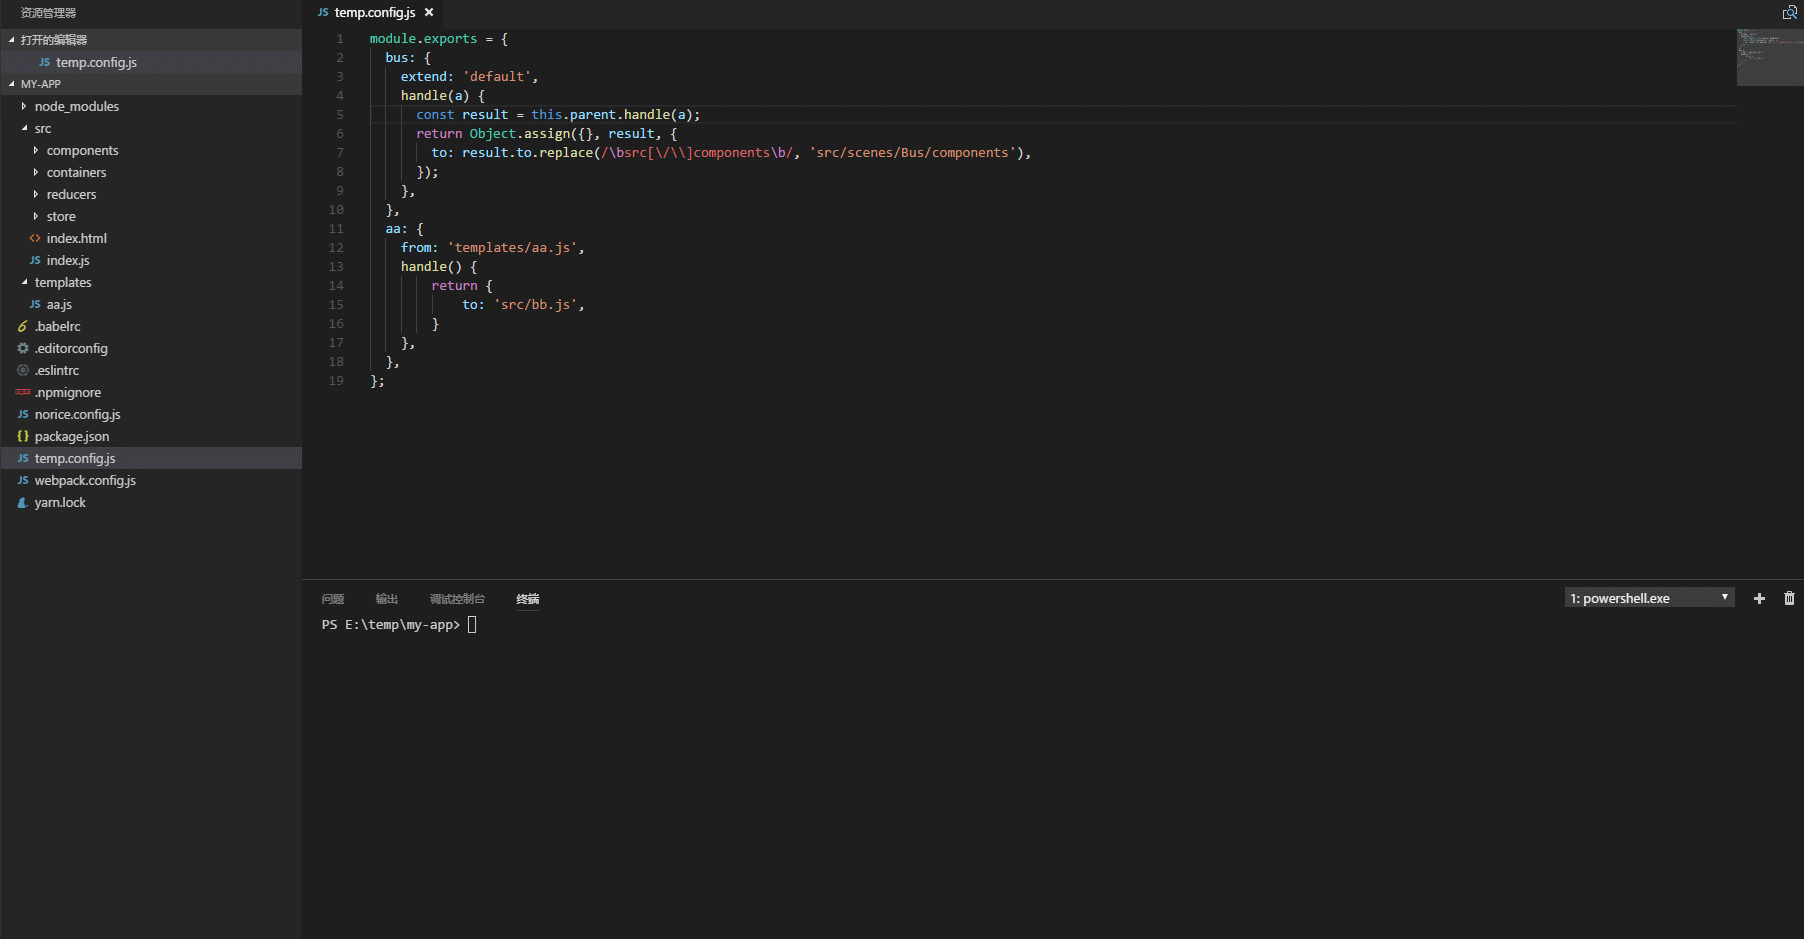 资源管理器
打开的编辑器
JS temp.config.js
MY-APP
node_modules
src
components
containers
reducers
store
<> index.html
JS index.js
templates
JS aa.js
.babelrc
.editorconfig
.eslintrc
.npmignore
JS norice.config.js
{} package.json
JS temp.config.js
JS webpack.config.js
yarn.lock
JS temp.config.js ×
1 module.exports = {
2 bus: {
3 extend: 'default',
4 handle(a) {
5 const result = this.parent.handle(a);
6 return Object.assign({}, result, {
7 to: result.to.replace(/\bsrc[\/\\]components\b/, 'src/scenes/Bus/components'),
8 });
9 },
10 },
11 aa: {
12 from: 'templates/aa.js',
13 handle() {
14 return {
15 to: 'src/bb.js',
16 }
17 },
18 },
19 };
问题 输出 调试控制台 终端 1: powershell.exe
PS E:\temp\my-app>